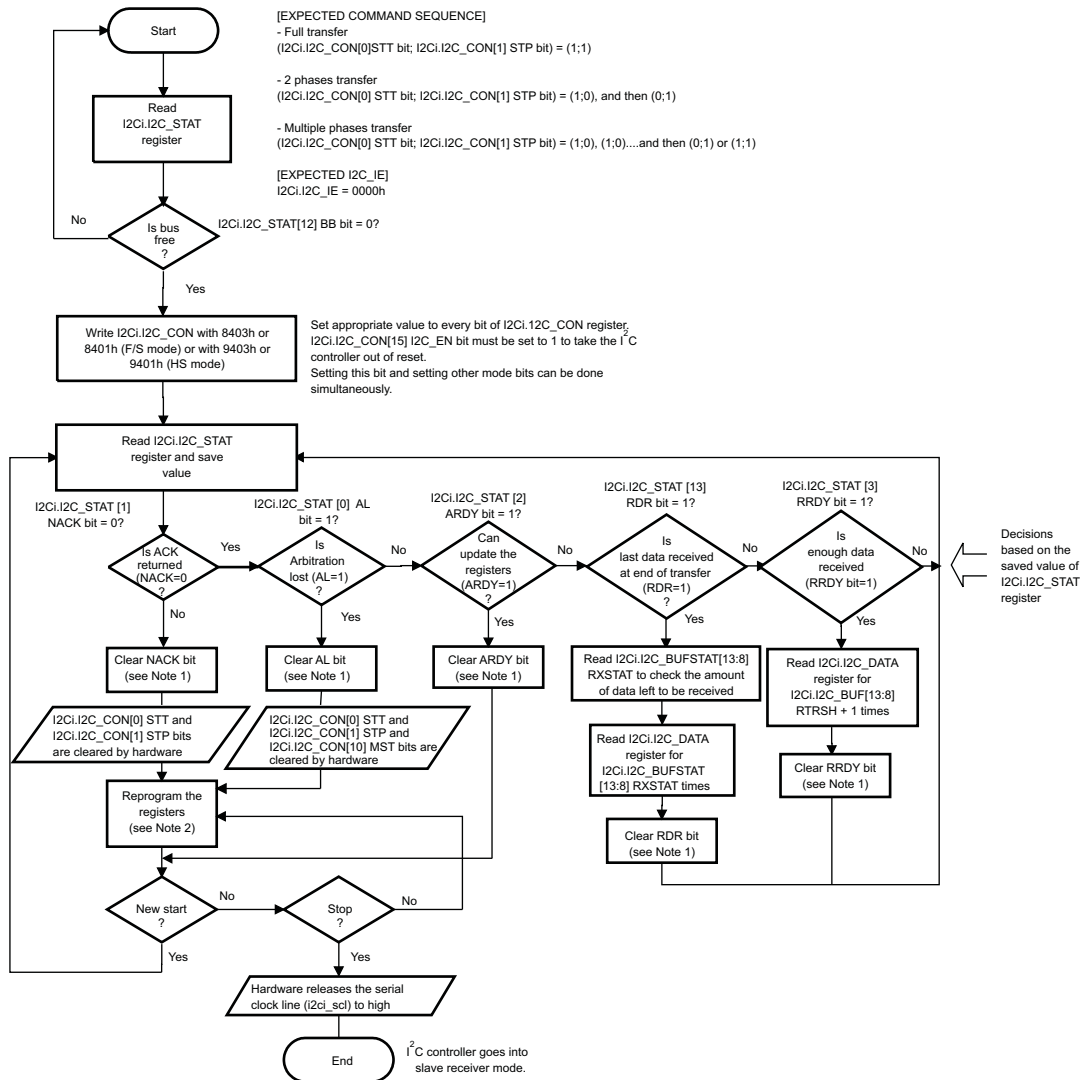 Start
[EXPECTED COMMAND SEQUENCE]
- Full transfer
(I2Ci.I2C_CON[0]STT bit; I2Ci.I2C_CON[1] STP bit) = (1;1)
- 2 phases transfer
(I2Ci.I2C_CON[0] STT bit; I2Ci.I2C_CON[1] STP bit) = (1;0), and then (0;1)
- Multiple phases transfer
(I2Ci.I2C_CON[0] STT bit; I2Ci.I2C_CON[1] STP bit) = (1;0), (1;0)....and then (0;1) or (1;1)
[EXPECTED I2C_IE]
I2Ci.I2C_IE = 0000h
Read
I2Ci.I2C_STAT
register
No
Is bus
free
?
I2Ci.I2C_STAT[12] BB bit = 0?
Yes
Write I2Ci.I2C_CON with 8403h or
8401h (F/S mode) or with 9403h or
9401h (HS mode)
Set appropriate value to every bit of I2Ci.12C_CON register.
I2Ci.I2C_CON[15] I2C_EN bit must be set to 1 to take the I2C
controller out of reset.
Setting this bit and setting other mode bits can be done
simultaneously.
Read I2Ci.I2C_STAT
register and save
value
I2Ci.I2C_STAT [1]
NACK bit = 0?
Is ACK
returned
(NACK=0
?
Yes
No
I2Ci.I2C_STAT [0] AL
bit = 1?
Is
Arbitration
lost (AL=1)
?
No
Yes
I2Ci.I2C_STAT [2]
ARDY bit = 1?
Can
update the
registers
(ARDY=1)
?
No
Yes
I2Ci.I2C_STAT [13]
RDR bit = 1?
Is
last data received
at end of transfer
(RDR=1)
?
No
Yes
I2Ci.I2C_STAT [3]
RRDY bit = 1?
Is
enough data
received
(RRDY bit=1)
No
Yes
Decisions
based on the
saved value of
I2Ci.I2C_STAT
register
Clear NACK bit
(see Note 1)
Clear AL bit
(see Note 1)
Clear ARDY bit
(see Note 1)
Read I2Ci.I2C_BUFSTAT[13:8]
RXSTAT to check the amount
of data left to be received
Read I2Ci.I2C_DATA
register for
I2Ci.I2C_BUF[13:8]
RTRSH + 1 times
I2Ci.I2C_CON[0] STT and
I2Ci.I2C_CON[1] STP bits
are cleared by hardware
I2Ci.I2C_CON[0] STT and
I2Ci.I2C_CON[1] STP and
I2Ci.I2C_CON[10] MST bits are
cleared by hardware
Read I2Ci.I2C_DATA
register for
I2Ci.I2C_BUFSTAT
[13:8] RXSTAT times
Clear RRDY bit
(see Note 1)
Reprogram the
registers
(see Note 2)
Clear RDR bit
(see Note 1)
New start
?
No
Yes
Stop
?
No
Yes
Hardware releases the serial
clock line (i2ci_scl) to high
End
I2C controller goes into
slave receiver mode.